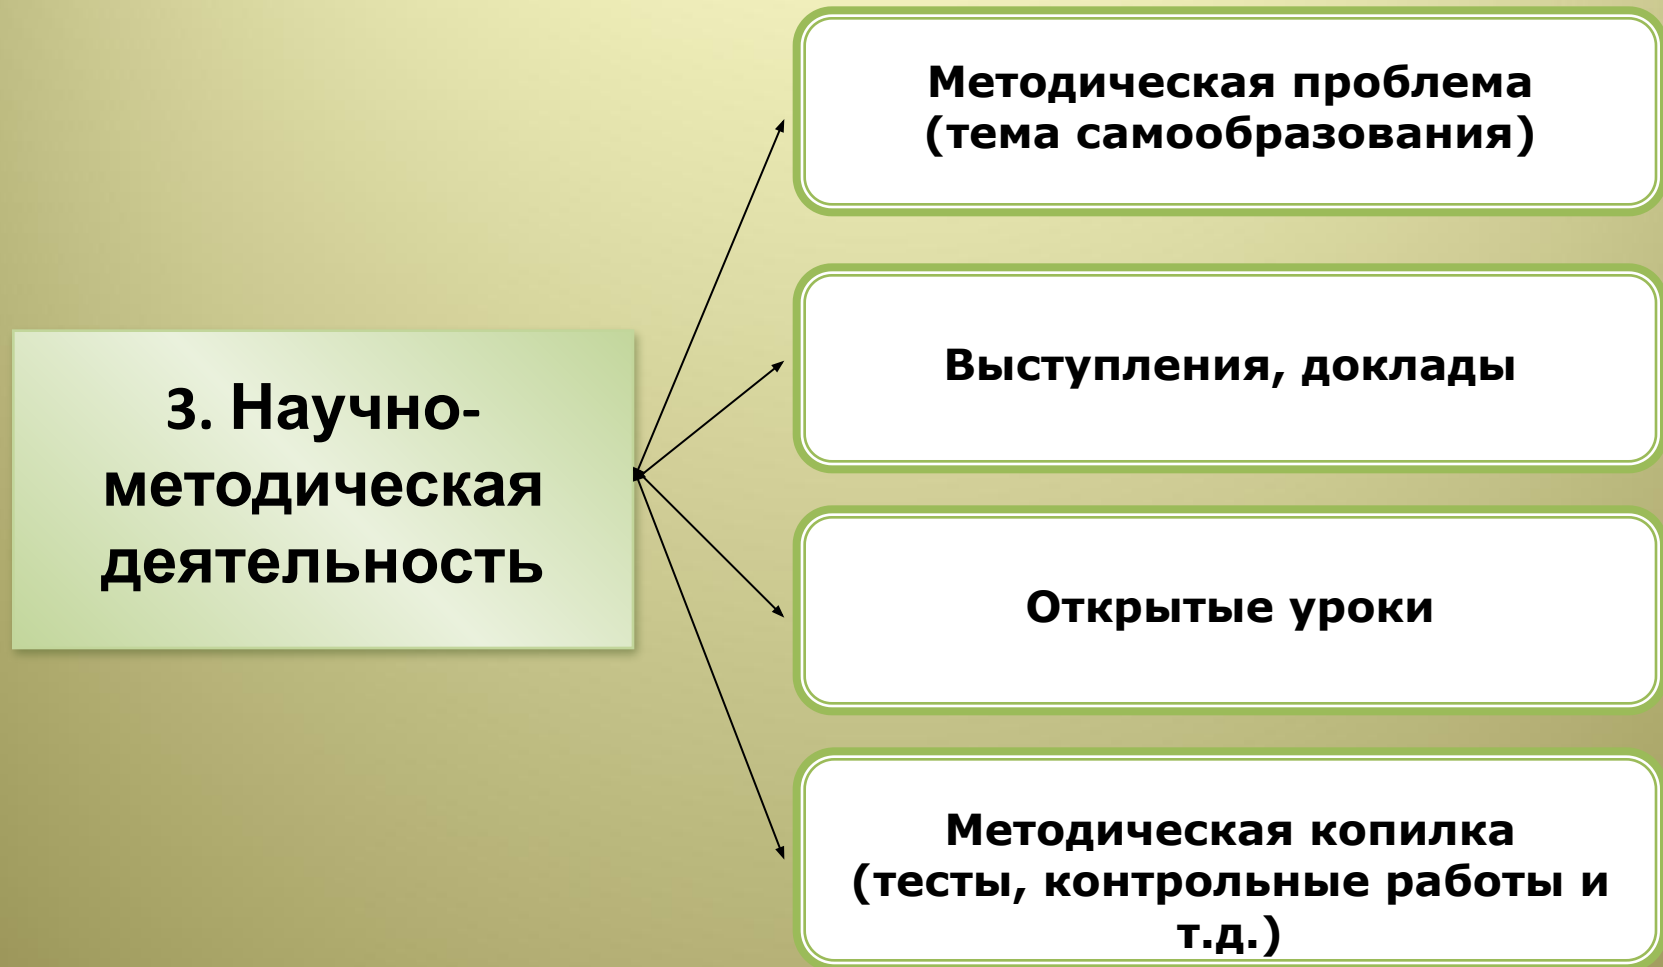 3. Научно-
методическая
деятельность
Методическая проблема
(тема самообразования)
Выступления, доклады
Открытые уроки
Методическая копилка
(тесты, контрольные работы и
т.д.)